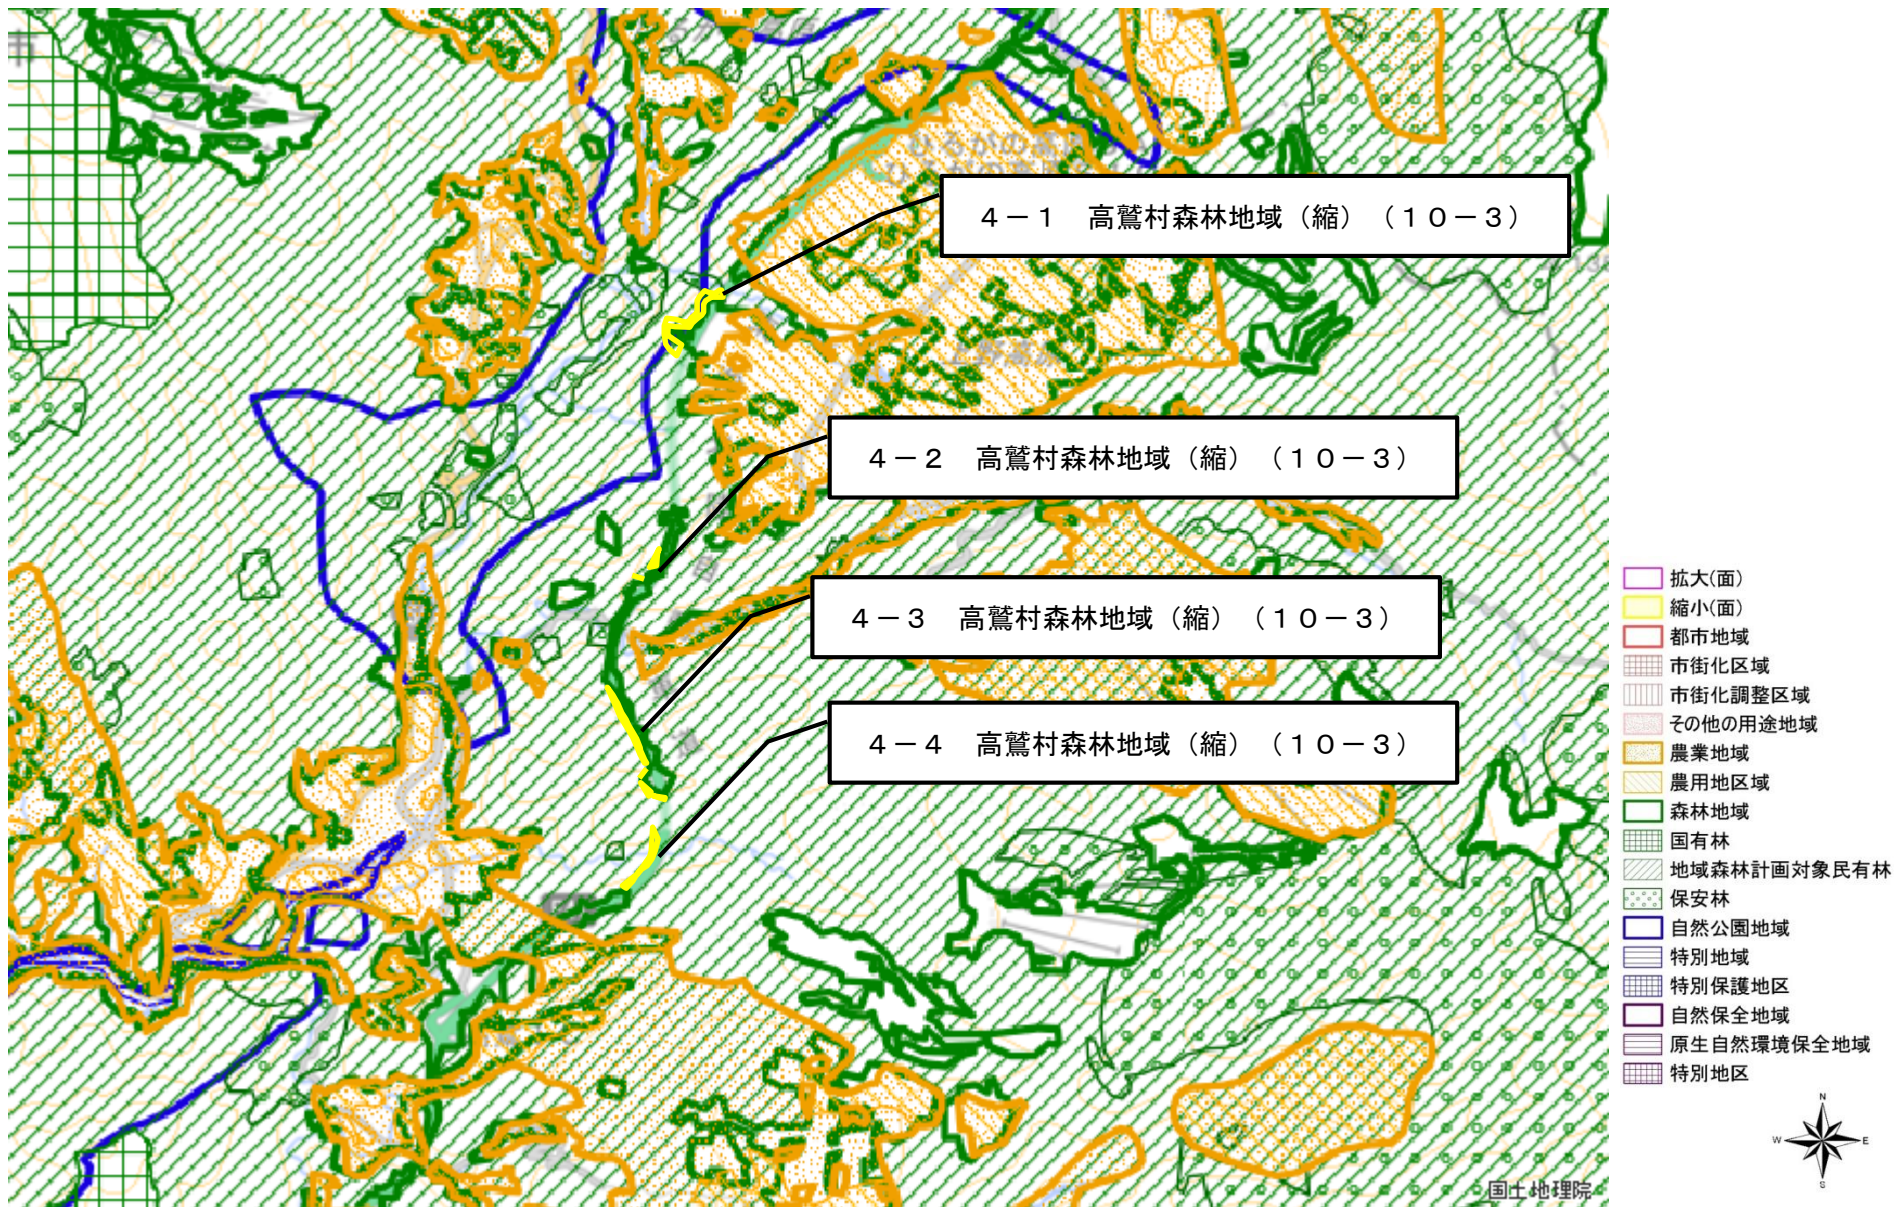 市
ひるがの高原
4－1　高鷲村森林地域（縮）（10－3）
4－2　高鷲村森林地域（縮）（10－3）
4－3　高鷲村森林地域（縮）（10－3）
4－4　高鷲村森林地域（縮）（10－3）
拡大(面)
縮小(面)
都市地域
市街化区域
市街化調整区域
その他の用途地域
農業地域
農用地区域
森林地域
国有林
地域森林計画対象民有林
保安林
自然公園地域
特別地域
特別保護地区
自然保全地域
原生自然環境保全地域
特別地区
N
W E
S
国土地理院